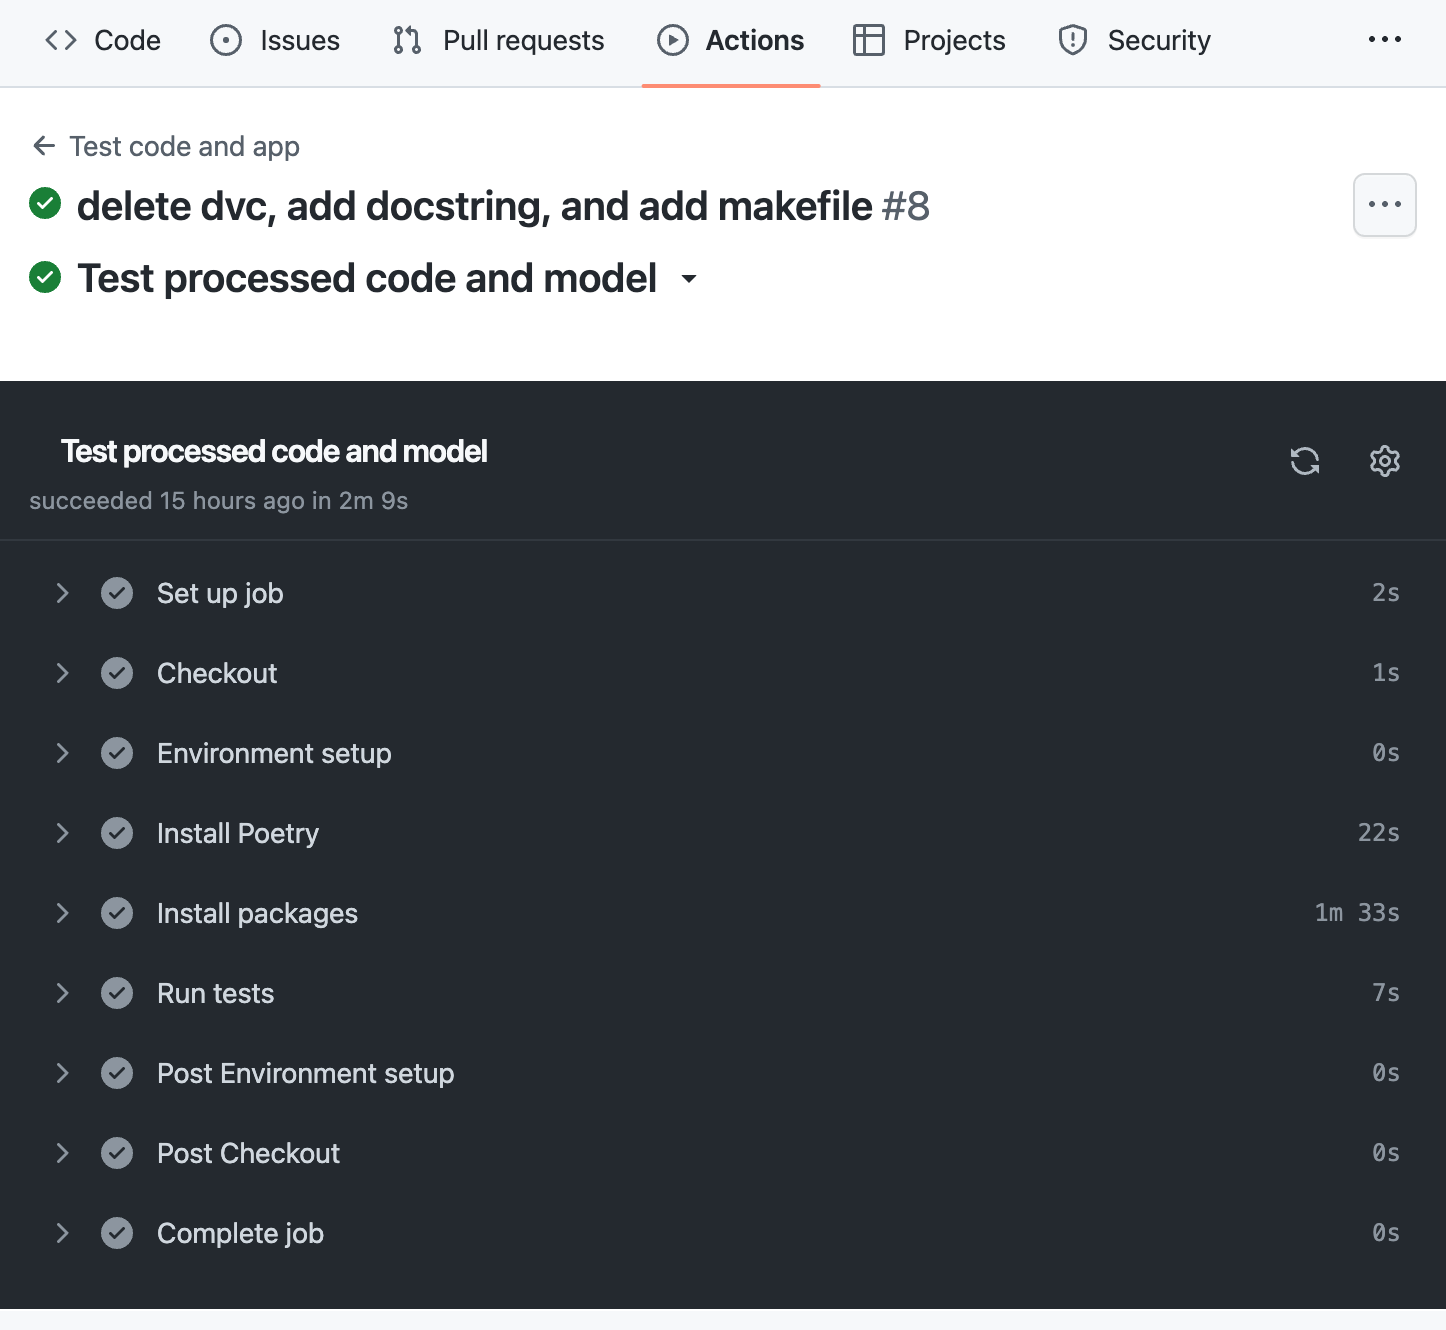 Code Issues Pull requests Actions Projects Security
Test code and app
delete dvc, add docstring, and add makefile #8
Test processed code and model
Test processed code and model
succeeded 15 hours ago in 2m 9s
Set up job 2s
Checkout 1s
Environment setup 0s
Install Poetry 22s
Install packages 1m 33s
Run tests 7s
Post Environment setup 0s
Post Checkout 0s
Complete job 0s